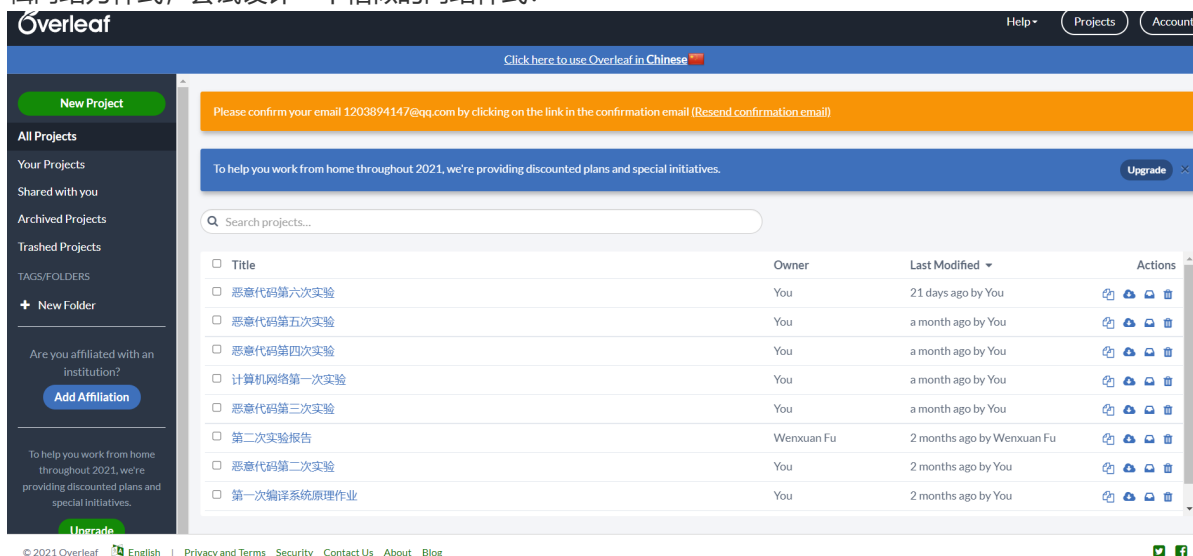 Overleaf
Help
Projects
Account
Click here to use Overleaf in Chinese
New Project
Please confirm your email 1203894147@qq.com by clicking on the link in the confirmation email (Resend confirmation email)
All Projects
Your Projects
To help you work from home throughout 2021, we're providing discounted plans and special initiatives.
Upgrade ×
Shared with you
Archived Projects
Search projects...
Trashed Projects
TAGS/FOLDERS
Title Owner Last Modified Actions
+ New Folder
恶意代码第六次实验 You 21 days ago by You
恶意代码第五次实验 You a month ago by You
恶意代码第四次实验 You a month ago by You
计算机网络第一次实验 You a month ago by You
恶意代码第三次实验 You a month ago by You
第二次实验报告 Wenxuan Fu 2 months ago by Wenxuan Fu
恶意代码第二次实验 You 2 months ago by You
第一次编译系统原理作业 You 2 months ago by You
Are you affiliated with an
institution?
Add Affiliation
To help you work from home
throughout 2021, we're
providing discounted plans and
special initiatives.
Upgrade
© 2021 Overleaf English | Privacy and Terms Security Contact Us About Blog